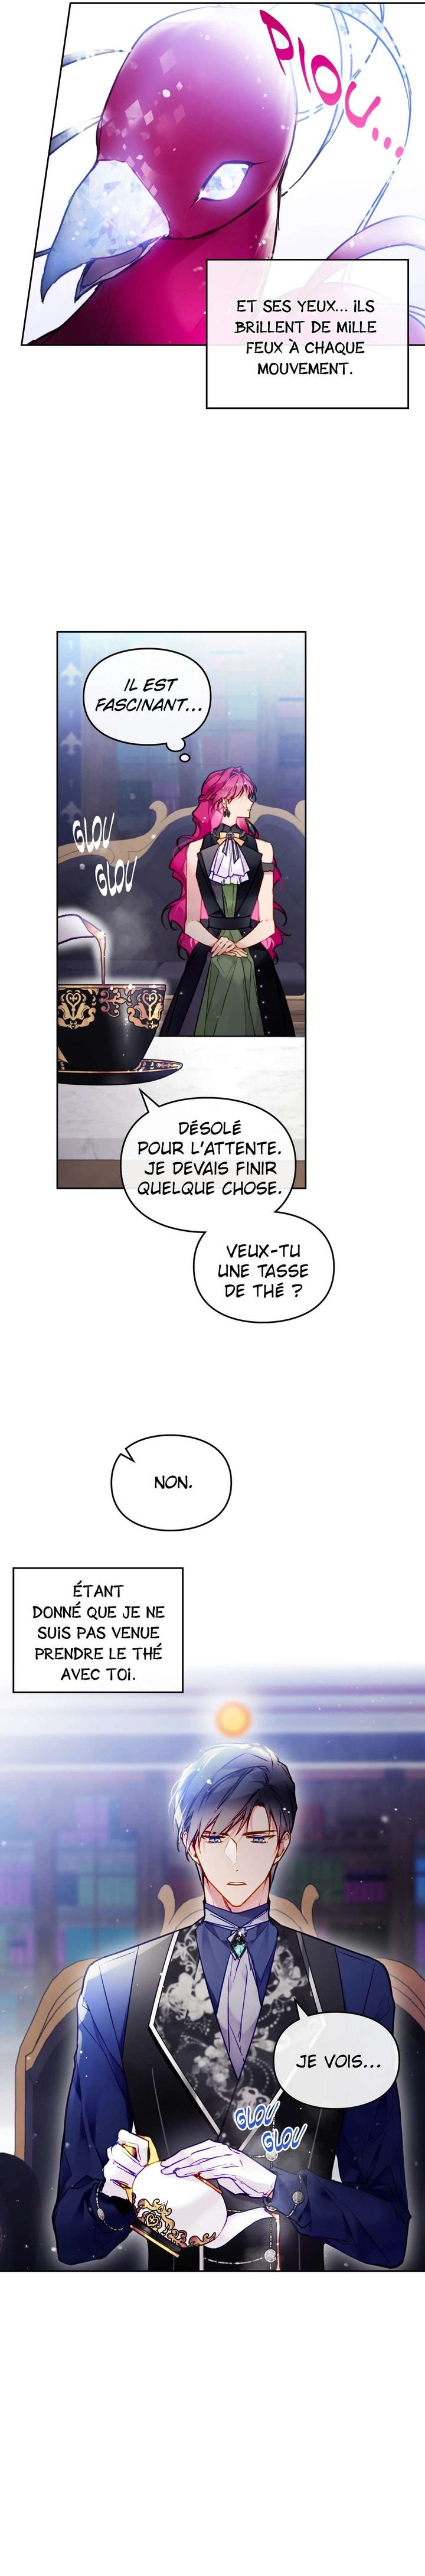 PIOU...
ET SES YEUX... ILS
BRILLENT DE MILLE
FEUX À CHAQUE
MOUVEMENT.
IL EST
FASCINANT...
GLOU
GLOU
DÉSOLÉ
POUR L'ATTENTE.
JE DEVAIS FINIR
QUELQUE CHOSE.
VEUX-TU
UNE TASSE
DE THÉ ?
NON.
ÉTANT
DONNÉ QUE JE NE
SUIS PAS VENUE
PRENDRE LE THÉ
AVEC TOI.
JE VOIS...
GLOU
GLOU